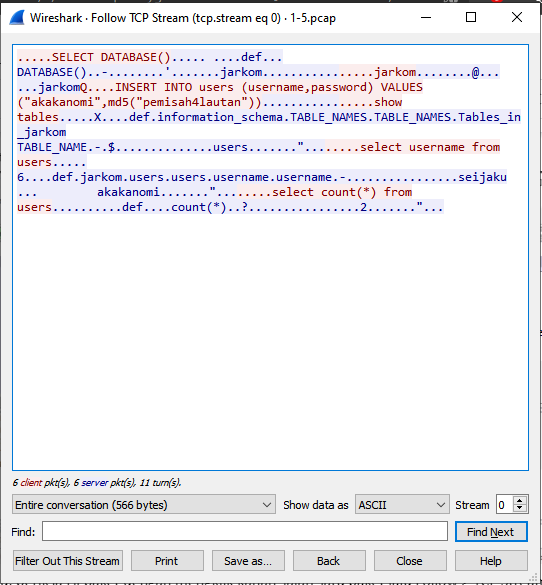 Wireshark · Follow TCP Stream (tcp.stream eq 0) · 1-5.pcap
.....SELECT DATABASE()..... ....def...
DATABASE()..-........'.......jarkom...............jarkom........@...
...jarkomQ....INSERT INTO users (username,password) VALUES
("akakanomi",md5("pemisah4lautan"))................show
tables.....X....def.information_schema.TABLE_NAMES.TABLE_NAMES.Tables_in
_jarkom
TABLE_NAME.-.$..............users......."........select username from
users.....
6....def.jarkom.users.users.username.username.-................seijaku
... akakanomi......."........select count(*) from
users..........def....count(*)..?................2......."...
6 client pkt(s), 6 server pkt(s), 11 turn(s).
Entire conversation (566 bytes) Show data as ASCII Stream 0
Find: Find Next
Filter Out This Stream Print Save as... Back Close Help